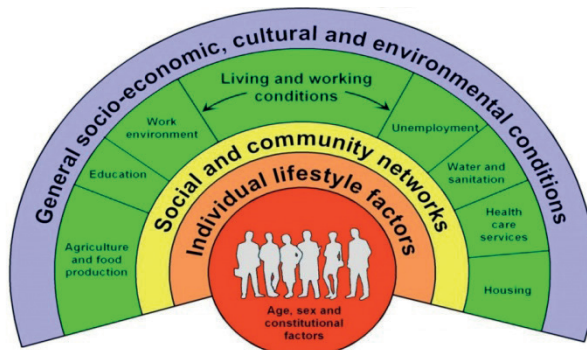 General socio-economic, cultural and environmental conditions
Living and working
conditions
Work
environment
Unemployment
Education
Water and
sanitation
Agriculture
and food
production
Health
care
services
Housing
Social and community networks
Individual lifestyle factors
Age, sex and
constitutional
factors